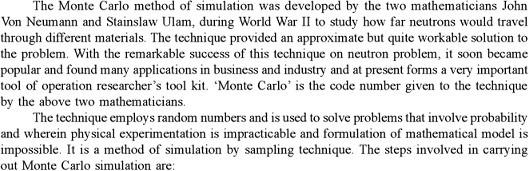 The Monte Carlo method of simulation was developed by the two mathematicians John
Von Neumann and Stainslaw Ulam, during World War II to study how far neutrons would travel
through different materials. The technique provided an approximate but quite workable solution to
the problem. With the remarkable success of this technique on neutron problem, it soon became
popular and found many applications in business and industry and at present forms a very important
tool of operation researcher's tool kit. 'Monte Carlo' is the code number given to the technique
by the above two mathematicians.
The technique employs random numbers and is used to solve problems that involve probability
and wherein physical experimentation is impracticable and formulation of mathematical model is
impossible. It is a method of simulation by sampling technique. The steps involved in carrying
out Monte Carlo simulation are: